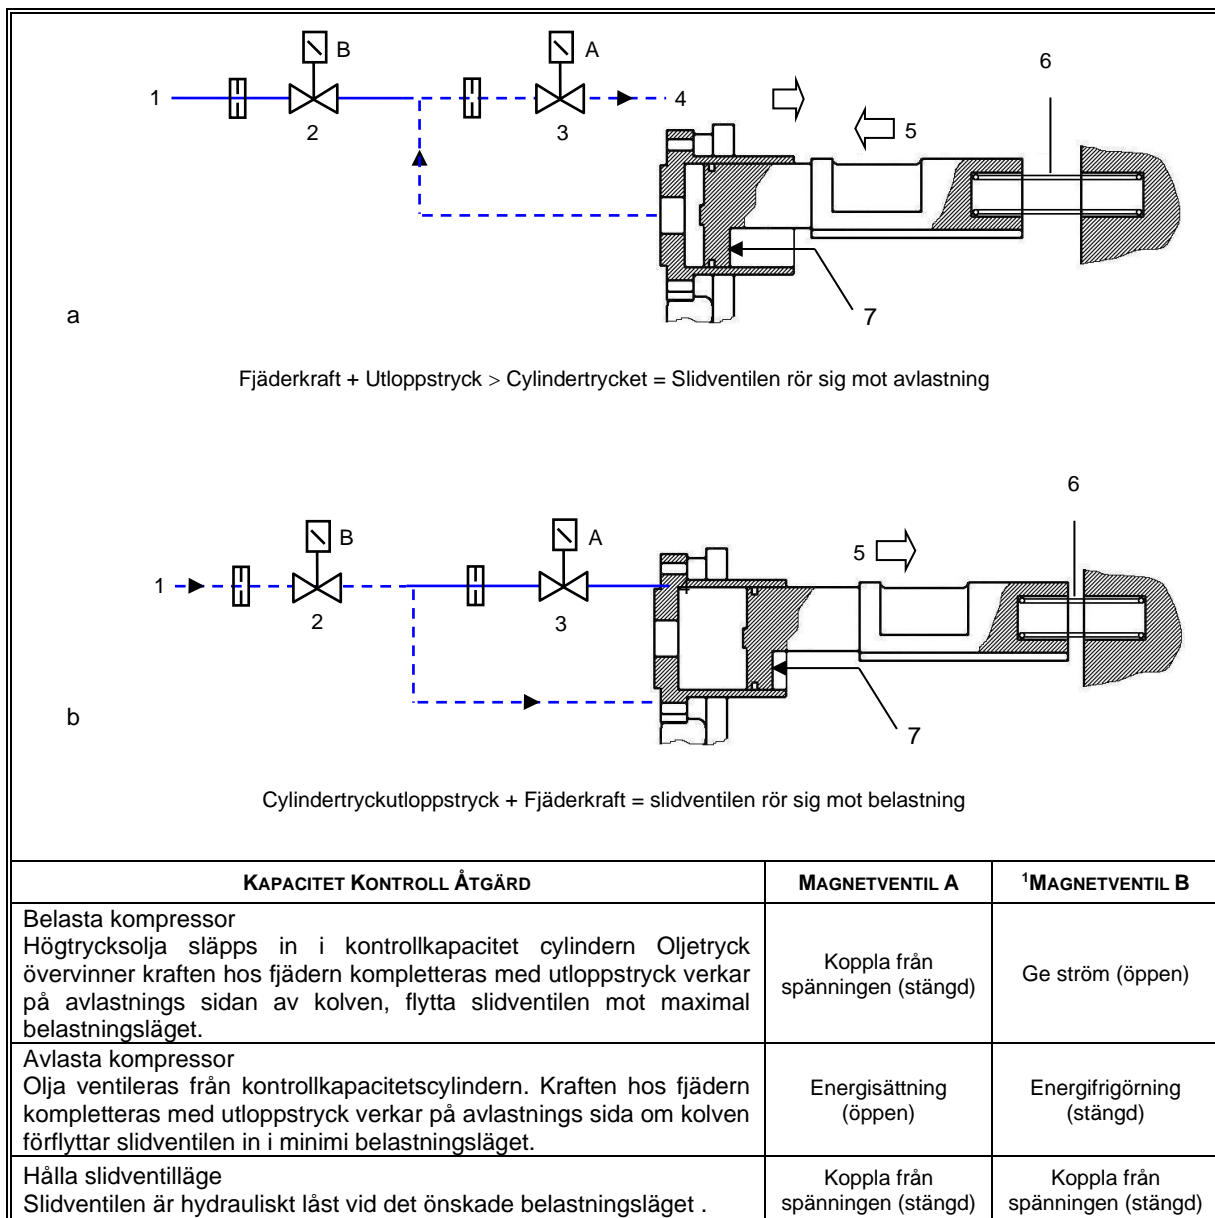 B
A
6
1
4
5
2
3
7
a
Fjäderkraft + Utloppstryck > Cylindertrycket = Slidventilen rör sig mot avlastning
6
B
A
5
1
2
3
7
b
Cylindertryckutloppstryck + Fjäderkraft = slidventilen rör sig mot belastning
KAPACITET KONTROLL ÅTGÄRD
MAGNETVENTIL A
¹MAGNETVENTIL B
Belasta kompressor
Högtrycksolja släpps in i kontrollkapacitet cylindern Oljetryck
övervinner kraften hos fjädern kompletteras med utloppstryck verkar
på avlastnings sidan av kolven, flytta slidventilen mot maximal
belastningsläget.
Koppla från
spänningen (stängd)
Ge ström (öppen)
Avlasta kompressor
Olja ventileras från kontrollkapacitetscylindern. Kraften hos fjädern
kompletteras med utloppstryck verkar på avlastnings sida om kolven
förflyttar slidventilen in i minimi belastningsläget.
Energisättning
(öppen)
Energifrigörning
(stängd)
Hålla slidventilläge
Slidventilen är hydrauliskt låst vid det önskade belastningsläget .
Koppla från
spänningen (stängd)
Koppla från
spänningen (stängd)